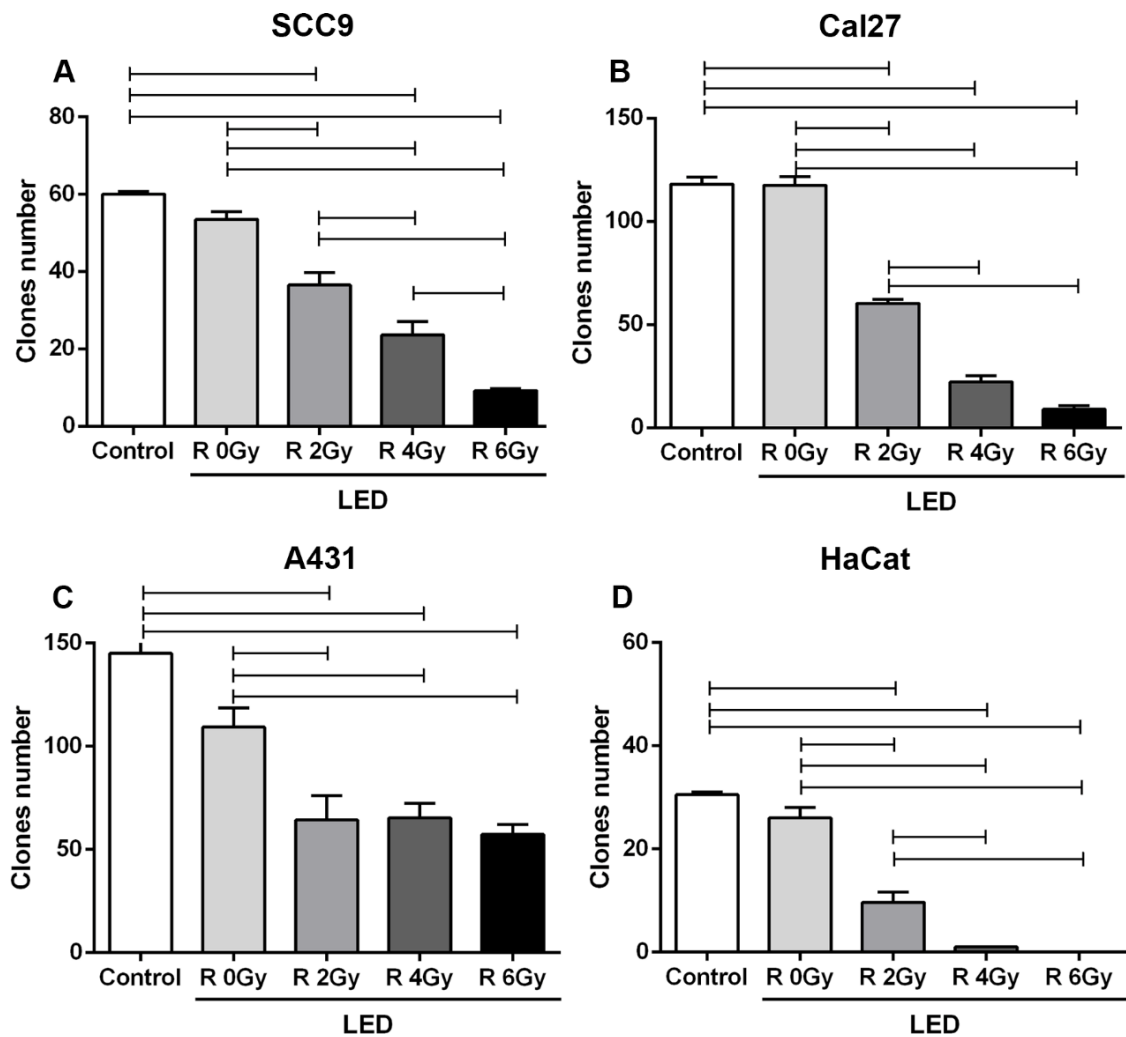 SCC9
A
Clones number
80
60
40
20
0
Control R 0Gy R 2Gy R 4Gy R 6Gy
LED
Cal27
B
Clones number
150
100
50
0
Control R 0Gy R 2Gy R 4Gy R 6Gy
LED
A431
C
Clones number
150
100
50
0
Control R 0Gy R 2Gy R 4Gy R 6Gy
LED
HaCat
D
Clones number
60
40
20
0
Control R 0Gy R 2Gy R 4Gy R 6Gy
LED